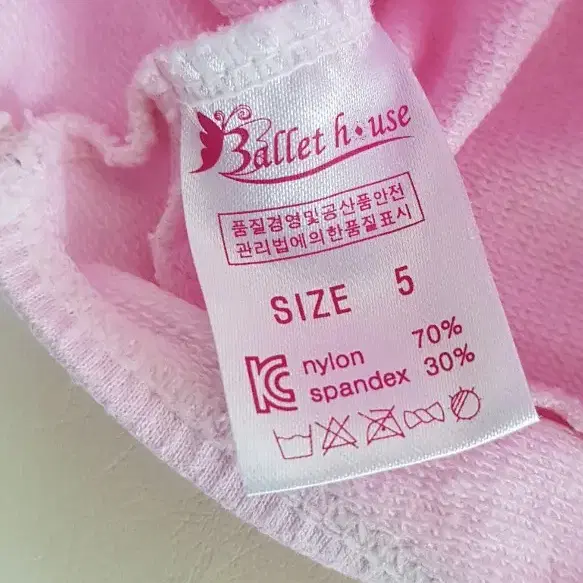 Ballet house
품질경영및공산품안전
관리법에의한품질표시
SIZE 5
nylon 70%
spandex 30%